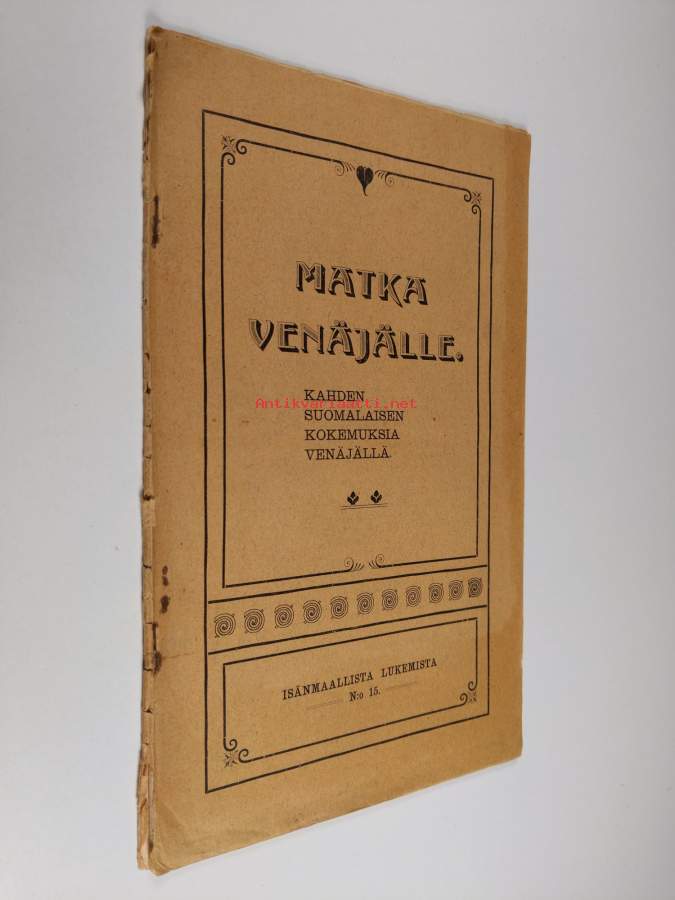 MATKA
VENÄJÄLLE.
KAHDEN
Antikvariaatti.net
SUOMALAISEN
KOKEMUKSIA
VENÄJÄLLÄ.
ISÄNMAALLISTA LUKEMISTA
N:o 15.